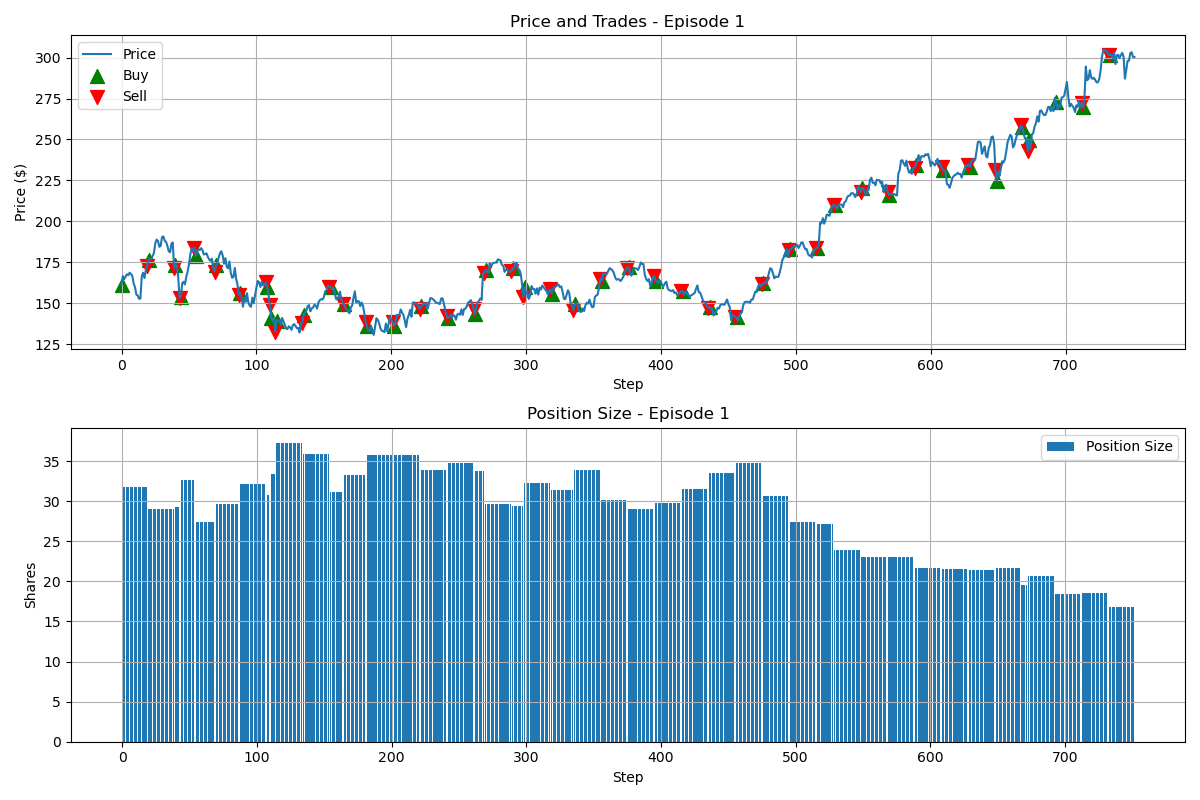 Price and Trades - Episode 1
Price
Buy
Sell
Price ($)
300
275
250
225
200
175
150
125
0 100 200 300 400 500 600 700
Step
Position Size - Episode 1
Position Size
Shares
35
30
25
20
15
10
5
0
0 100 200 300 400 500 600 700
Step